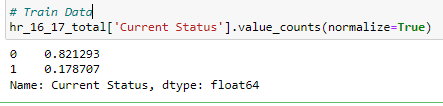 # Train Data
hr_16_17_total['Current Status'].value_counts(normalize=True)
0    0.821293
1    0.178707
Name: Current Status, dtype: float64